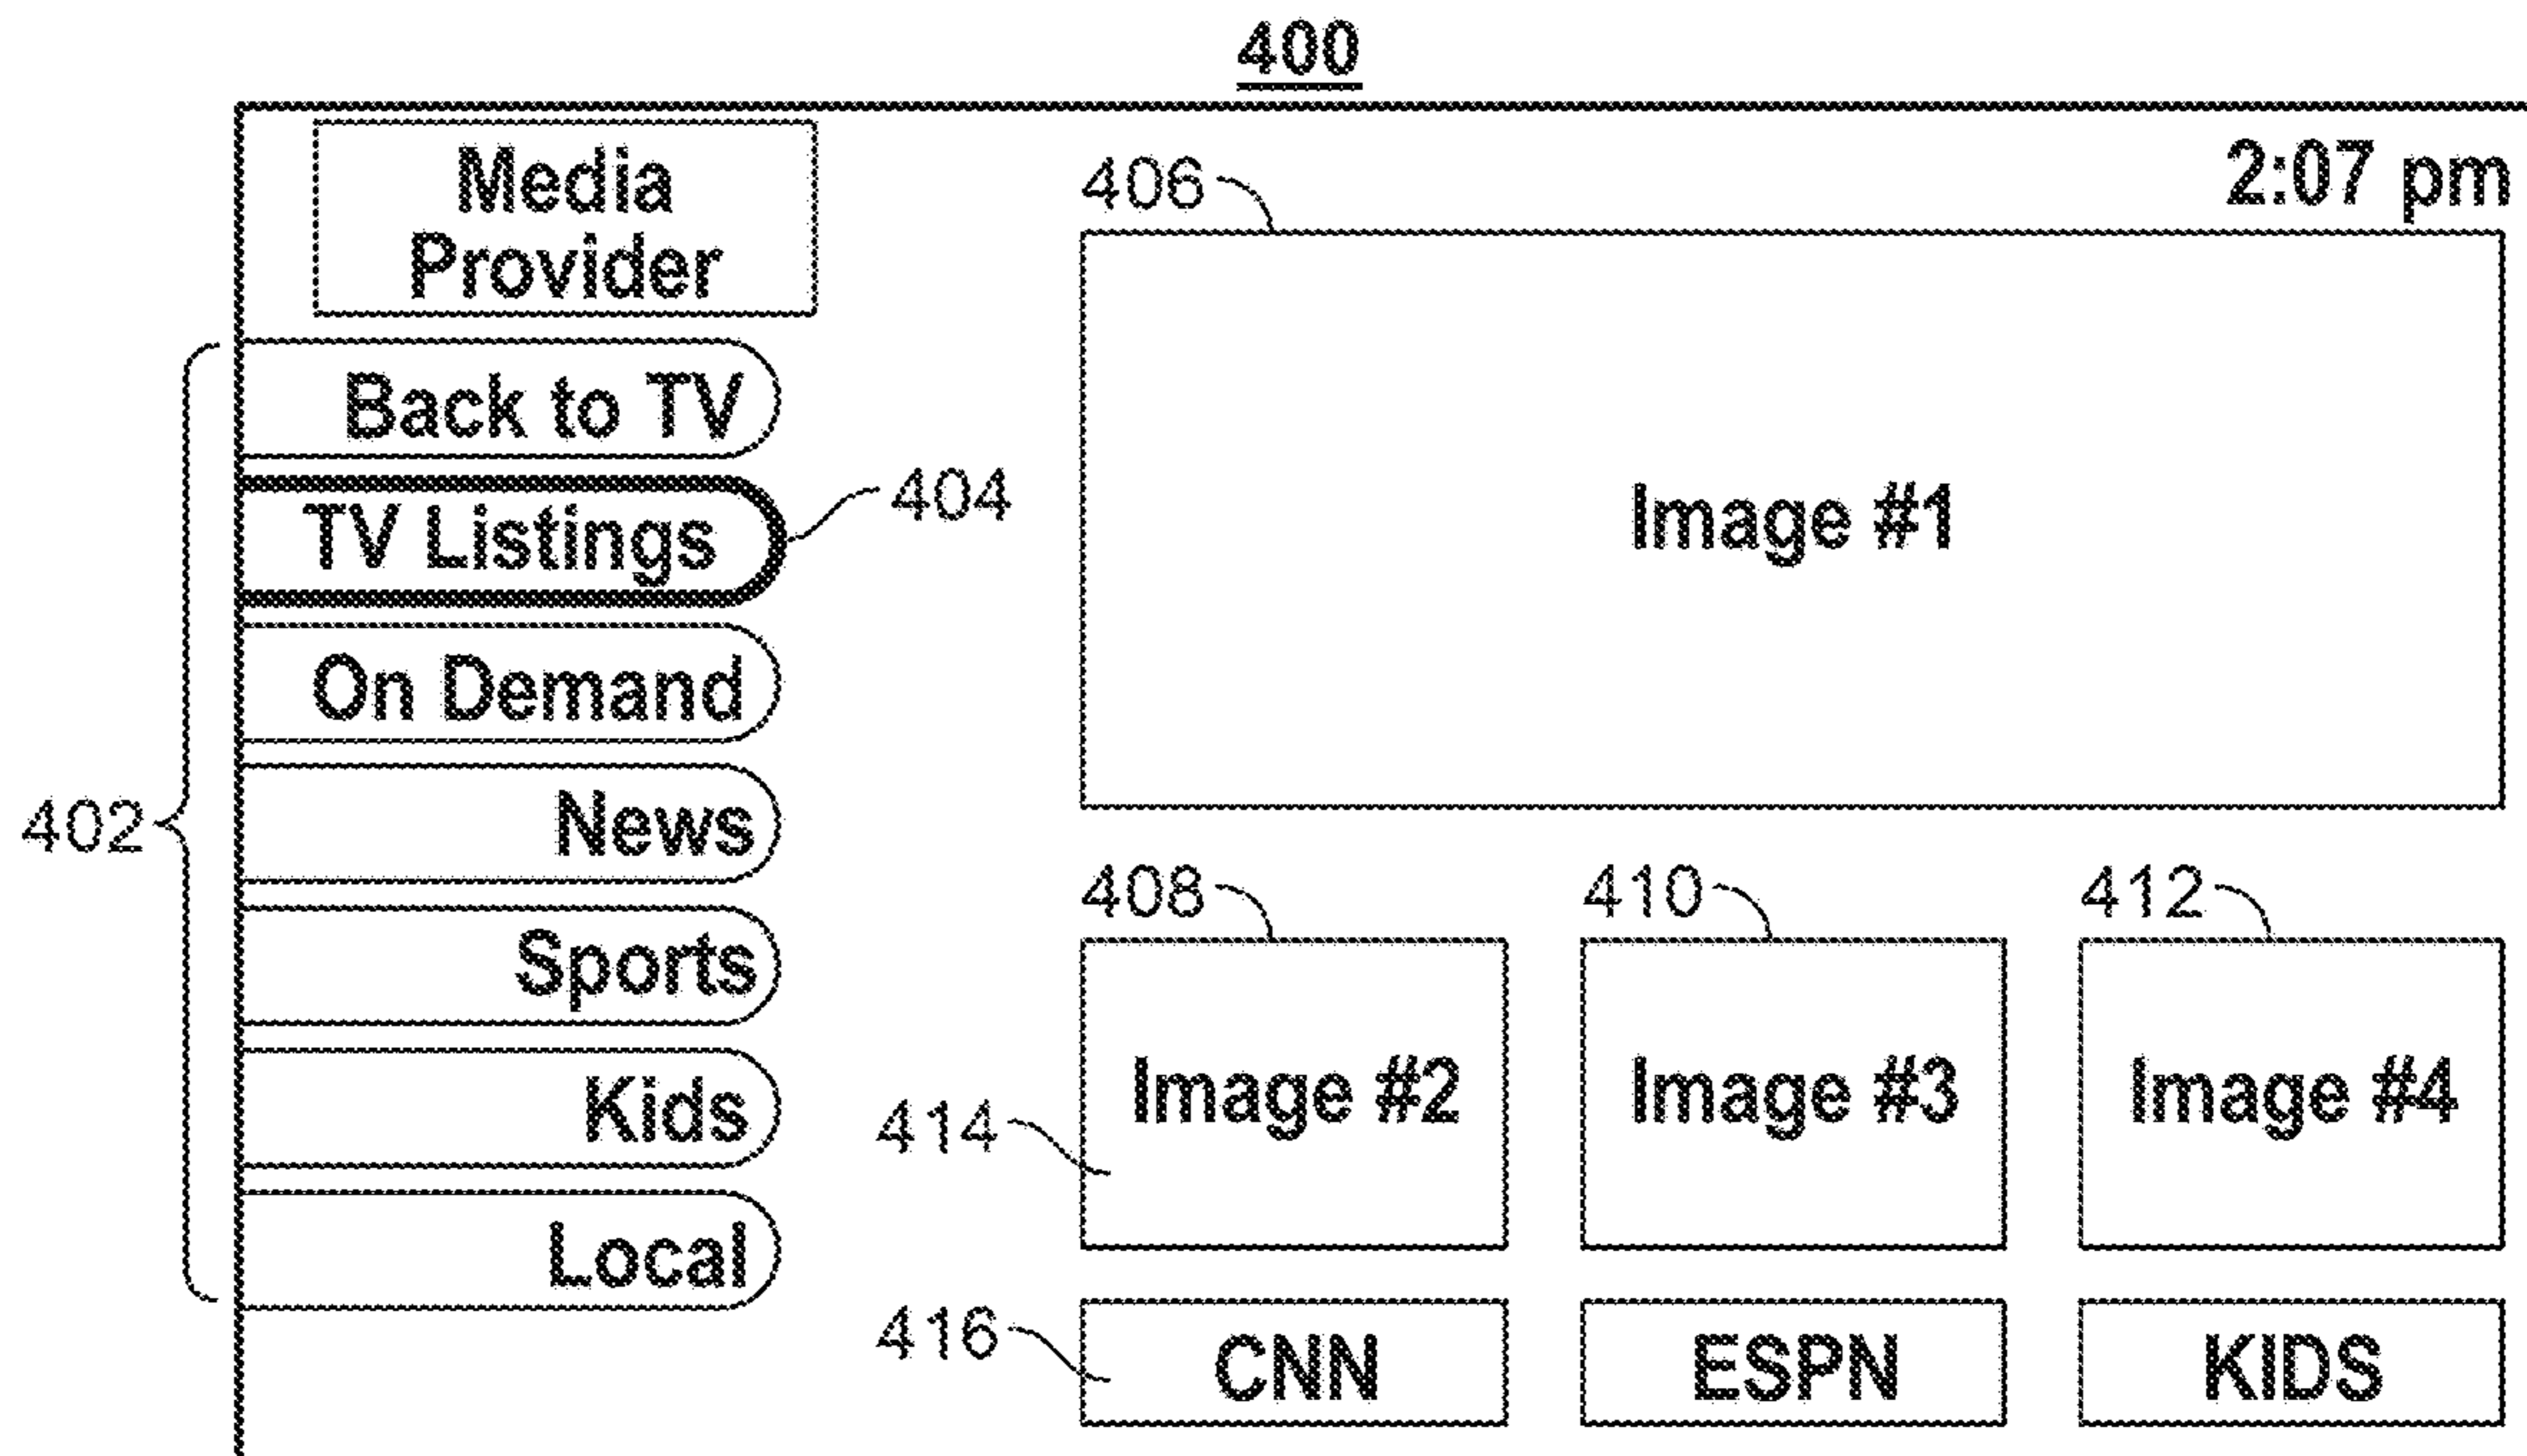 400
Media
Provider
2:07 pm
406
Image #1
Back to TV
TV Listings
404
On Demand
News
402
Sports
Kids
Local
408
410
412
Image #2
Image #3
Image #4
414
416
CNN
ESPN
KIDS